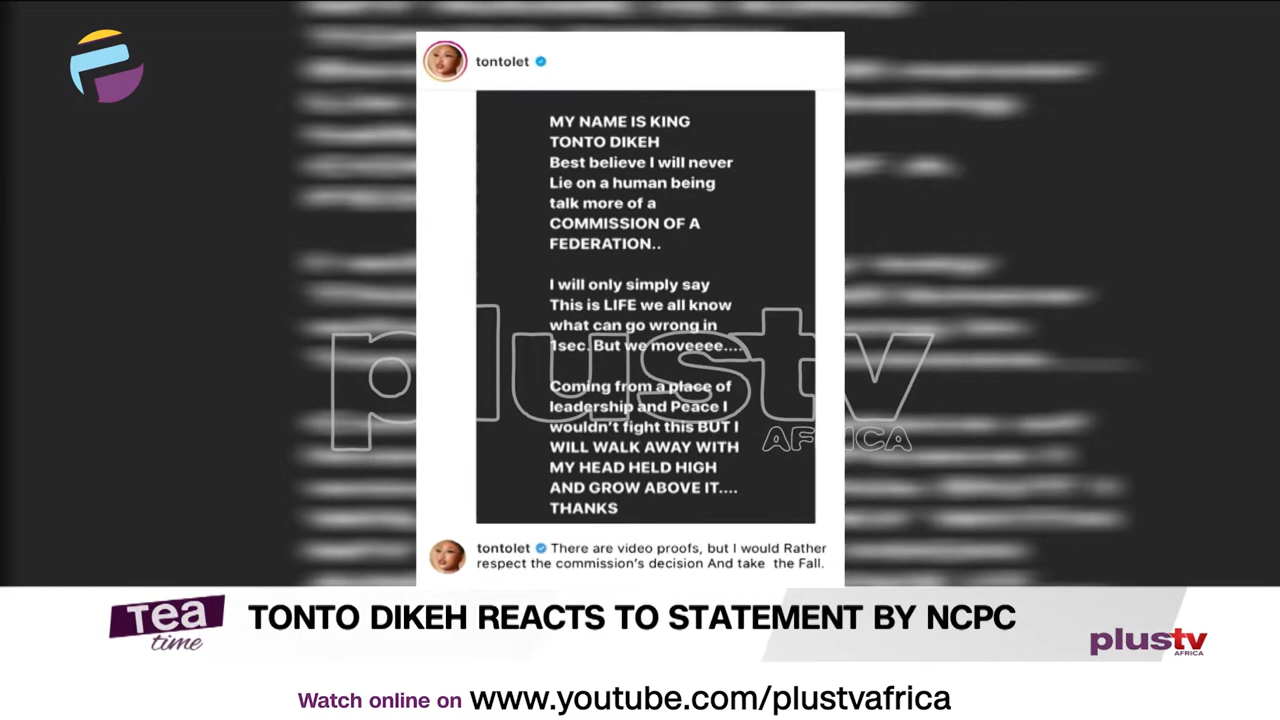 tontolet
MY NAME IS KING
TONTO DIKEH
Best believe I will never
Lie on a human being
talk more of a
COMMISSION OF A
FEDERATION..
I will only simply say
This is LIFE we all know
what can go wrong in
1sec. But we moveeee....
Coming from a place of
leadership and Peace I
wouldn't fight this BUT I
WILL WALK AWAY WITH
MY HEAD HELD HIGH
AND GROW ABOVE IT....
THANKS
plustv
AFRICA
tontolet There are video proofs, but I would Rather
respect the commission's decision And take the Fall.
Tea
time
TONTO DIKEH REACTS TO STATEMENT BY NCPC
plustv
AFRICA
Watch online on www.youtube.com/plustvafrica